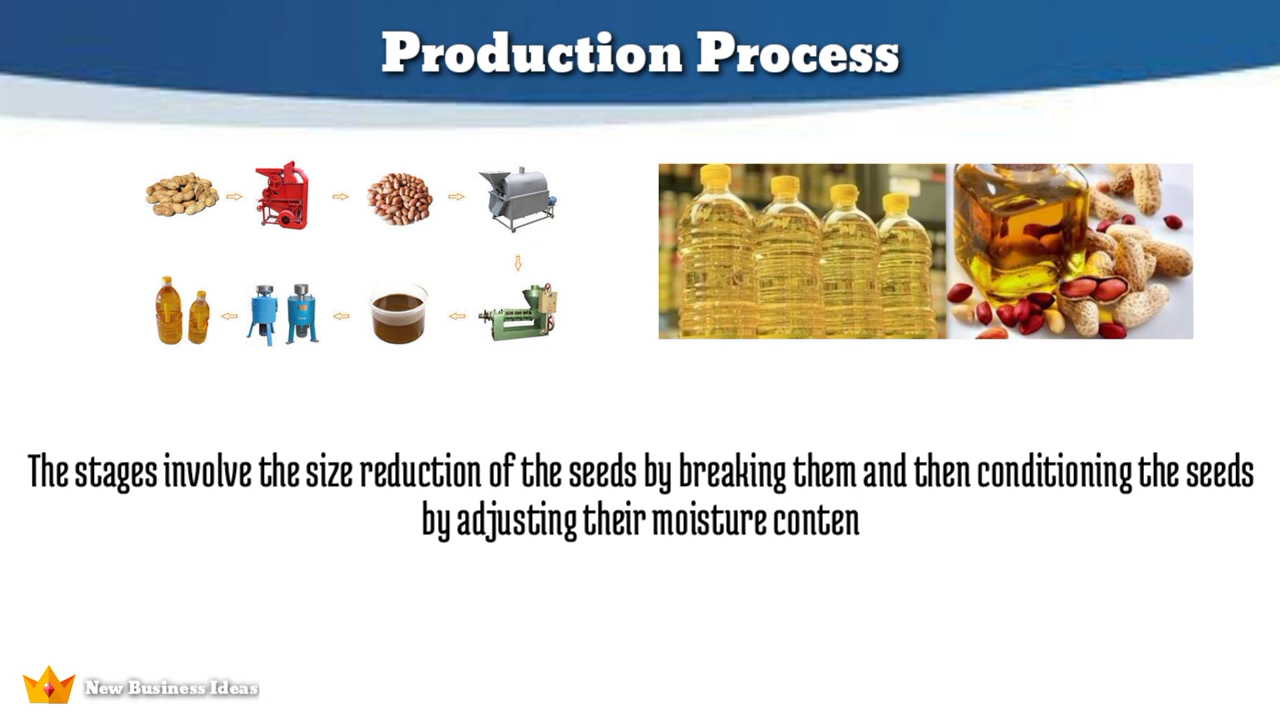 Production Process
The stages involve the size reduction of the seeds by breaking them and then conditioning the seeds
by adjusting their moisture conten
New Business Ideas